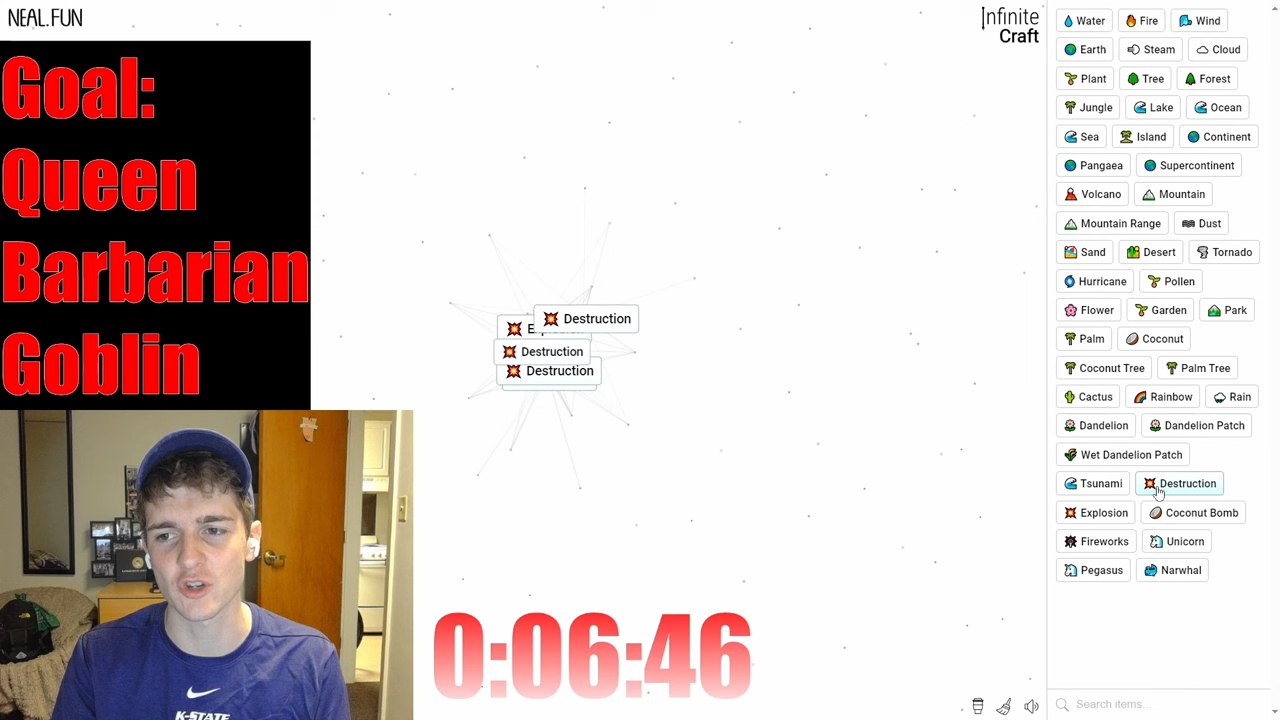 NEAL.FUN
Infinite
Craft
Goal:
Queen
Barbarian
Goblin
Destruction
Destruction
Destruction
0:06:46
K-STATE
Water Fire Wind
Earth Steam Cloud
Plant Tree Forest
Jungle Lake Ocean
Sea Island Continent
Pangaea Supercontinent
Volcano Mountain
Mountain Range Dust
Sand Desert Tornado
Hurricane Pollen
Flower Garden Park
Palm Coconut
Coconut Tree Palm Tree
Cactus Rainbow Rain
Dandelion Dandelion Patch
Wet Dandelion Patch
Tsunami Destruction
Explosion Coconut Bomb
Fireworks Unicorn
Pegasus Narwhal
Search items...